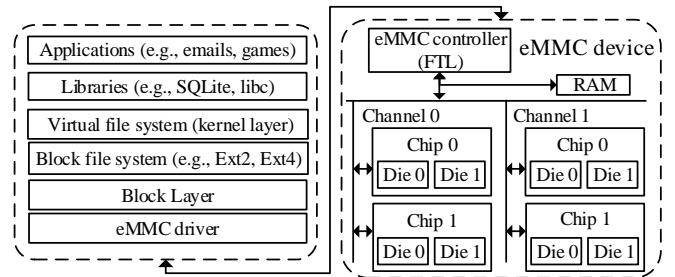 Applications (e.g., emails, games)
Libraries (e.g., SQLite, libc)
Virtual file system (kernel layer)
Block file system (e.g., Ext2, Ext4)
Block Layer
eMMC driver
eMMC controller
(FTL)
eMMC device
RAM
Channel 0
Chip 0
Die 0
Die 1
Chip 1
Die 0
Die 1
Channel 1
Chip 0
Die 0
Die 1
Chip 1
Die 0
Die 1